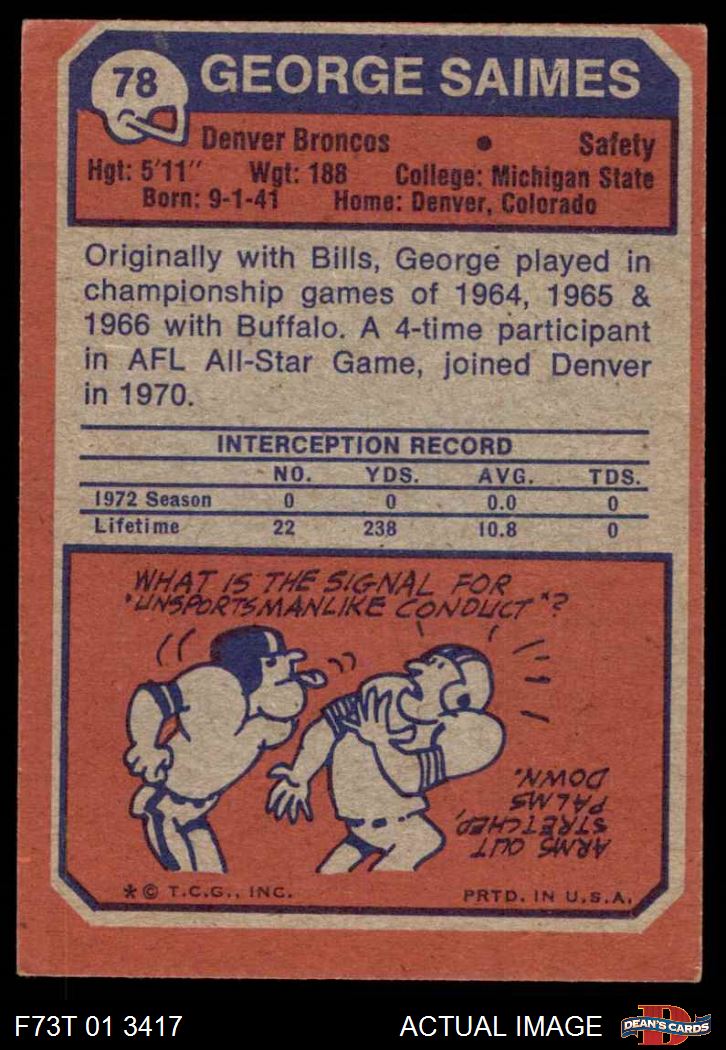 78 GEORGE SAIMES
Denver Broncos • Safety
Hgt: 5'11" Wgt: 188 College: Michigan State
Born: 9-1-41 Home: Denver, Colorado
Originally with Bills, George played in
championship games of 1964, 1965 &
1966 with Buffalo. A 4-time participant
in AFL All-Star Game, joined Denver
in 1970.
INTERCEPTION RECORD
NO. YDS. AVG. TDS.
1972 Season 0 0 0.0 0
Lifetime 22 238 10.8 0
WHAT IS THE SIGNAL FOR
"UNSPORTSMANLIKE CONDUCT"?
ARMS OUT
STRETCHED,
PALMS
DOWN.
* © T.C.G., INC. PRTD. IN U.S.A.
F73T 01 3417 ACTUAL IMAGE D DEAN'S CARDS